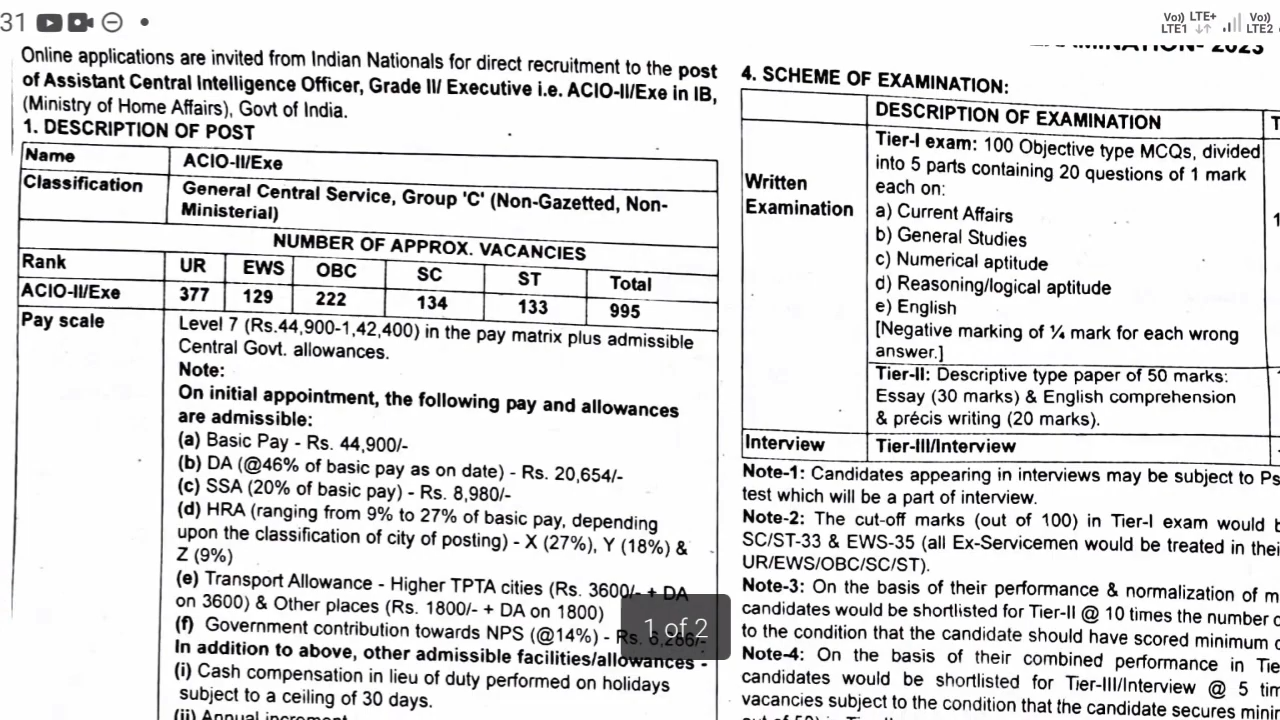 31
Vo) LTE+
LTE1
Vo)
LTE2
Online applications are invited from Indian Nationals for direct recruitment to the post
of Assistant Central Intelligence Officer, Grade II/ Executive i.e. ACIO-II/Exe in IB,
(Ministry of Home Affairs), Govt of India.
1. DESCRIPTION OF POST
Name
ACIO-II/Exe
Classification
General Central Service, Group 'C' (Non-Gazetted, Non-
Ministerial)
NUMBER OF APPROX. VACANCIES
Rank UR EWS OBC SC ST Total
ACIO-II/Exe 377 129 222 134 133 995
Pay scale
Level 7 (Rs.44,900-1,42,400) in the pay matrix plus admissible
Central Govt. allowances.
Note:
On initial appointment, the following pay and allowances
are admissible:
(a) Basic Pay - Rs. 44,900/-
(b) DA (@46% of basic pay as on date) - Rs. 20,654/-
(c) SSA (20% of basic pay) - Rs. 8,980/-
(d) HRA (ranging from 9% to 27% of basic pay, depending
upon the classification of city of posting) - X (27%), Y (18%) &
Z (9%)
(e) Transport Allowance - Higher TPTA cities (Rs. 3600/- + DA
on 3600) & Other places (Rs. 1800/- + DA on 1800)
(f) Government contribution towards NPS (@14%) - Rs. 6,286/-
In addition to above, other admissible facilities/allowances -
(i) Cash compensation in lieu of duty performed on holidays
subject to a ceiling of 30 days.
(ii) Annual increment
1 of 2
2023
4. SCHEME OF EXAMINATION:
DESCRIPTION OF EXAMINATION
Written
Examination
Tier-I exam: 100 Objective type MCQs, divided
into 5 parts containing 20 questions of 1 mark
each on:
a) Current Affairs
b) General Studies
c) Numerical aptitude
d) Reasoning/logical aptitude
e) English
[Negative marking of ¼ mark for each wrong
answer.]
Tier-II: Descriptive type paper of 50 marks:
Essay (30 marks) & English comprehension
& précis writing (20 marks).
Interview
Tier-III/Interview
Note-1: Candidates appearing in interviews may be subject to Ps
test which will be a part of interview.
Note-2: The cut-off marks (out of 100) in Tier-I exam would b
SC/ST-33 & EWS-35 (all Ex-Servicemen would be treated in thei
UR/EWS/OBC/SC/ST).
Note-3: On the basis of their performance & normalization of m
candidates would be shortlisted for Tier-II @ 10 times the number o
to the condition that the candidate should have scored minimum c
Note-4: On the basis of their combined performance in Tie
candidates would be shortlisted for Tier-III/Interview @ 5 tim
vacancies subject to the condition that the candidate secures mini